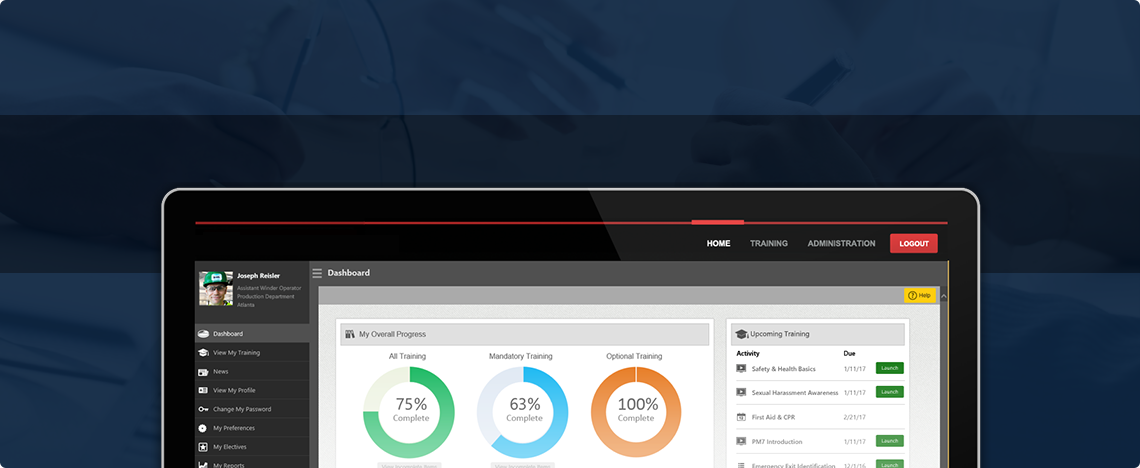 HOME TRAINING ADMINISTRATION LOGOUT
Joseph Reisler
Assistant Winder Operator
Production Department
Atlanta
Dashboard
Help
Dashboard
View My Training
News
View My Profile
Change My Password
My Preferences
My Electives
My Reports
My Overall Progress
All Training Mandatory Training Optional Training
75% 63% 100%
Complete Complete Complete
Upcoming Training
Activity Due
Safety & Health Basics 1/11/17 Launch
Sexual Harassment Awareness 1/11/17 Launch
First Aid & CPR 2/21/17
PM7 Introduction 1/11/17 Launch
Emergency Exit Identification 12/1/16 Launch